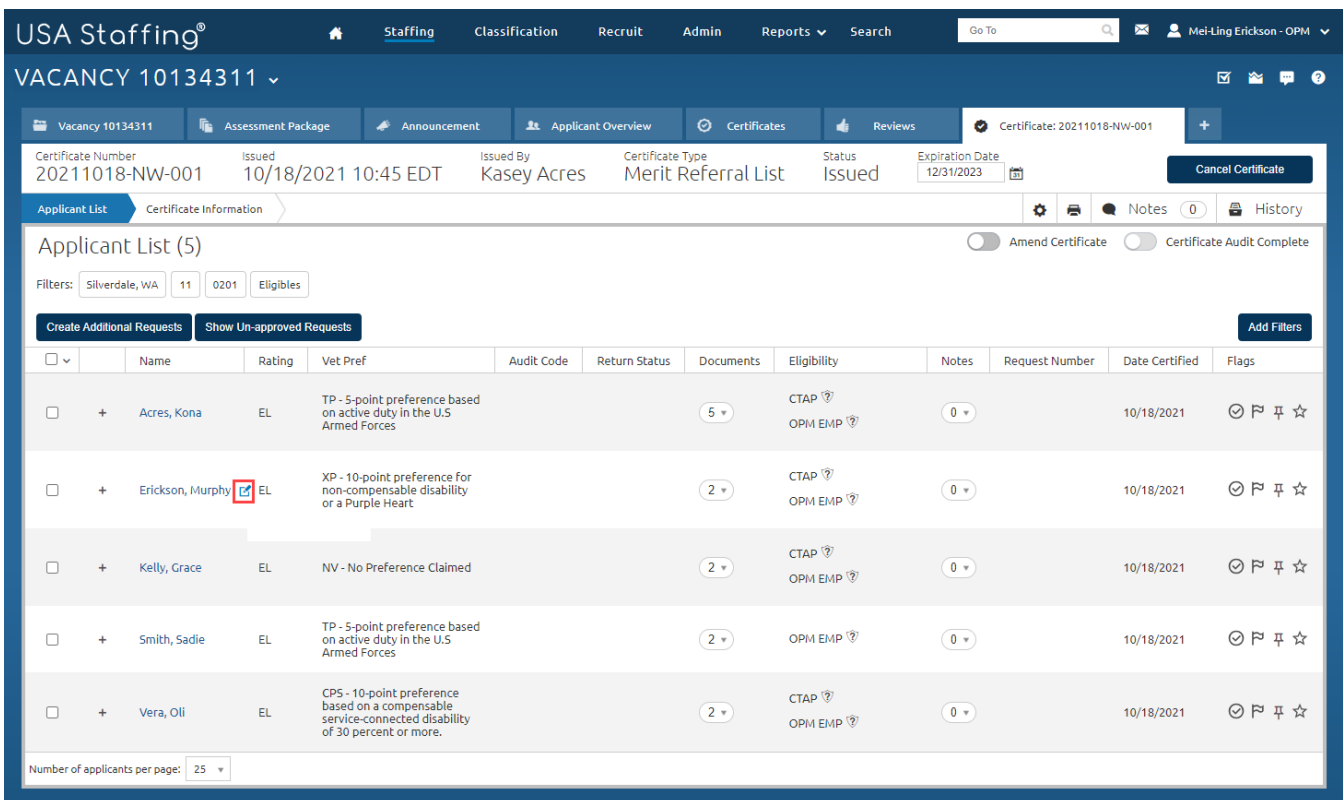 USA Staffing® Staffing Classification Recruit Admin Reports Search Go To Mei-Ling Erickson - OPM
VACANCY 10134311
Vacancy 10134311 Assessment Package Announcement Applicant Overview Certificates Reviews Certificate: 20211018-NW-001 +
Certificate Number Issued Issued By Certificate Type Status Expiration Date
20211018-NW-001 10/18/2021 10:45 EDT Kasey Acres Merit Referral List Issued 12/31/2023 31 Cancel Certificate
Applicant List Certificate Information Notes 0 History
Applicant List (5) Amend Certificate Certificate Audit Complete
Filters: Silverdale, WA 11 0201 Eligibles
Create Additional Requests Show Un-approved Requests Add Filters
Name Rating Vet Pref Audit Code Return Status Documents Eligibility Notes Request Number Date Certified Flags
+ Acres, Kona EL TP - 5-point preference based
on active duty in the U.S
Armed Forces 5 CTAP ?
OPM EMP ? 0 10/18/2021
+ Erickson, Murphy EL XP - 10-point preference for
non-compensable disability
or a Purple Heart 2 CTAP ?
OPM EMP ? 0 10/18/2021
+ Kelly, Grace EL NV - No Preference Claimed 2 CTAP ?
OPM EMP ? 0 10/18/2021
+ Smith, Sadie EL TP - 5-point preference based
on active duty in the U.S
Armed Forces 2 OPM EMP ? 0 10/18/2021
+ Vera, Oli EL CPS - 10-point preference
based on a compensable
service-connected disability
of 30 percent or more. 2 CTAP ?
OPM EMP ? 0 10/18/2021
Number of applicants per page: 25